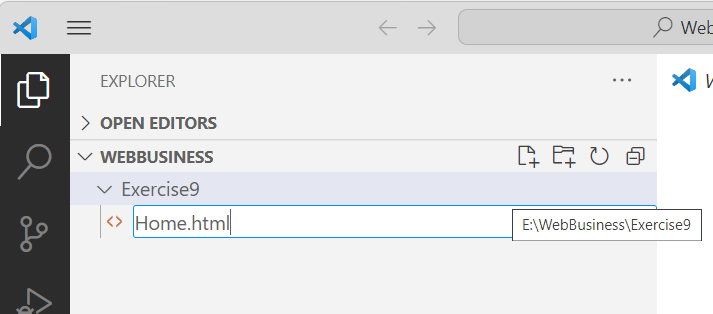 Web
EXPLORER
OPEN EDITORS
WEBBUSINESS
Exercise9
Home.html
E:\WebBusiness\Exercise9